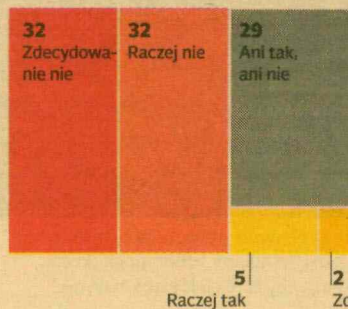 32
Zdecydowa-
nie nie
32
Raczej nie
29
Ani tak,
ani nie
5
Raczej tak
2